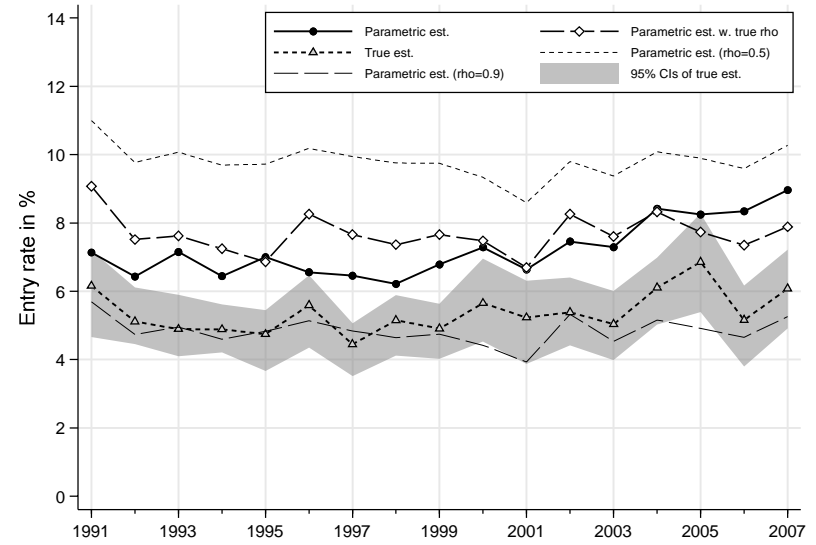 Parametric est.
Parametric est. w. true rho
True est.
Parametric est. (rho=0.5)
Parametric est. (rho=0.9)
95% CIs of true est.
Entry rate in %
14
12
10
8
6
4
2
0
1991 1993 1995 1997 1999 2001 2003 2005 2007